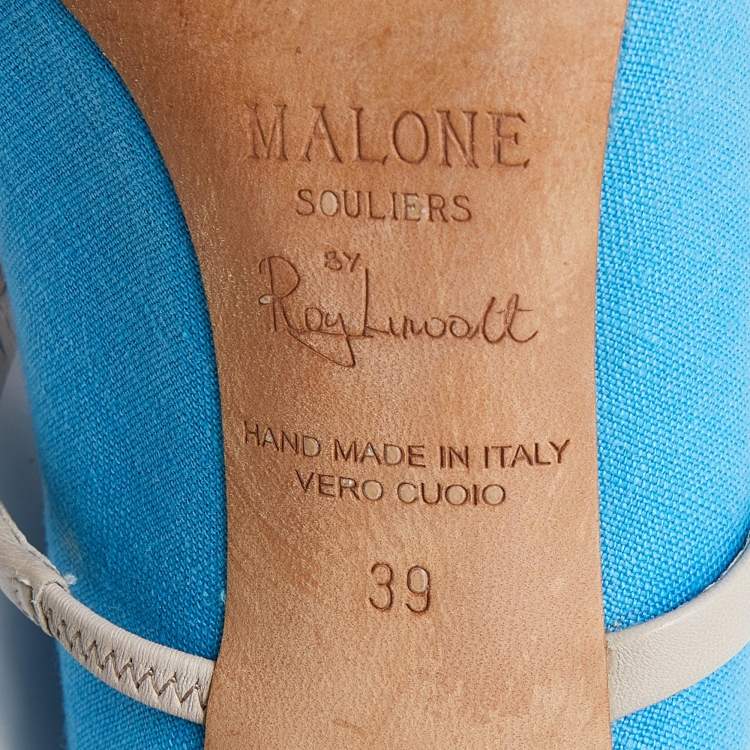 MALONE
SOULIERS
BY
Roy Luwolt
HAND MADE IN ITALY
VERO CUOIO
39